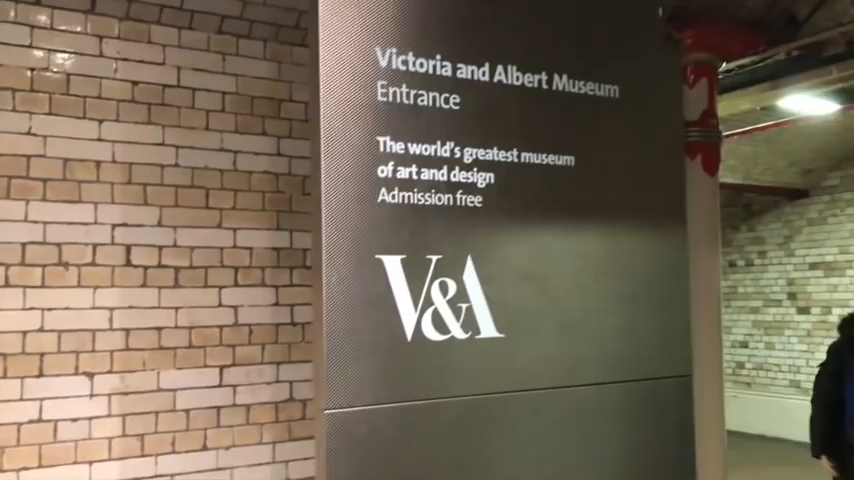 Victoria and Albert Museum
Entrance
The world's greatest museum
of art and design
Admission free
V&A